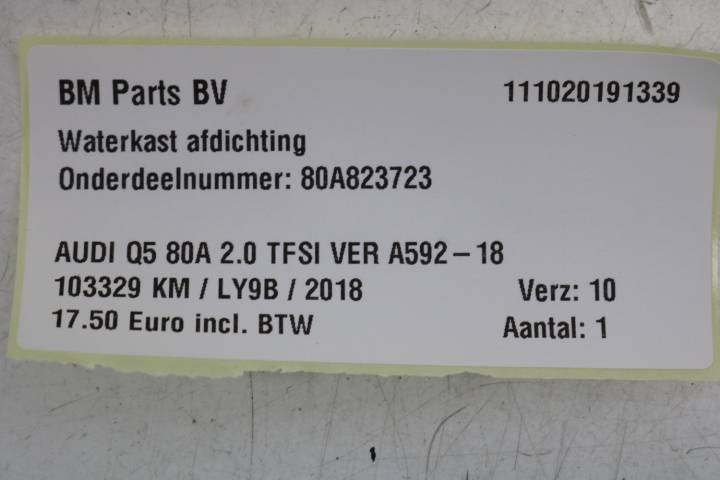 BM Parts BV 111020191339
Waterkast afdichting
Onderdeelnummer: 80A823723
AUDI Q5 80A 2.0 TFSI VER A592-18
103329 KM / LY9B / 2018 Verz: 10
17.50 Euro incl. BTW Aantal: 1